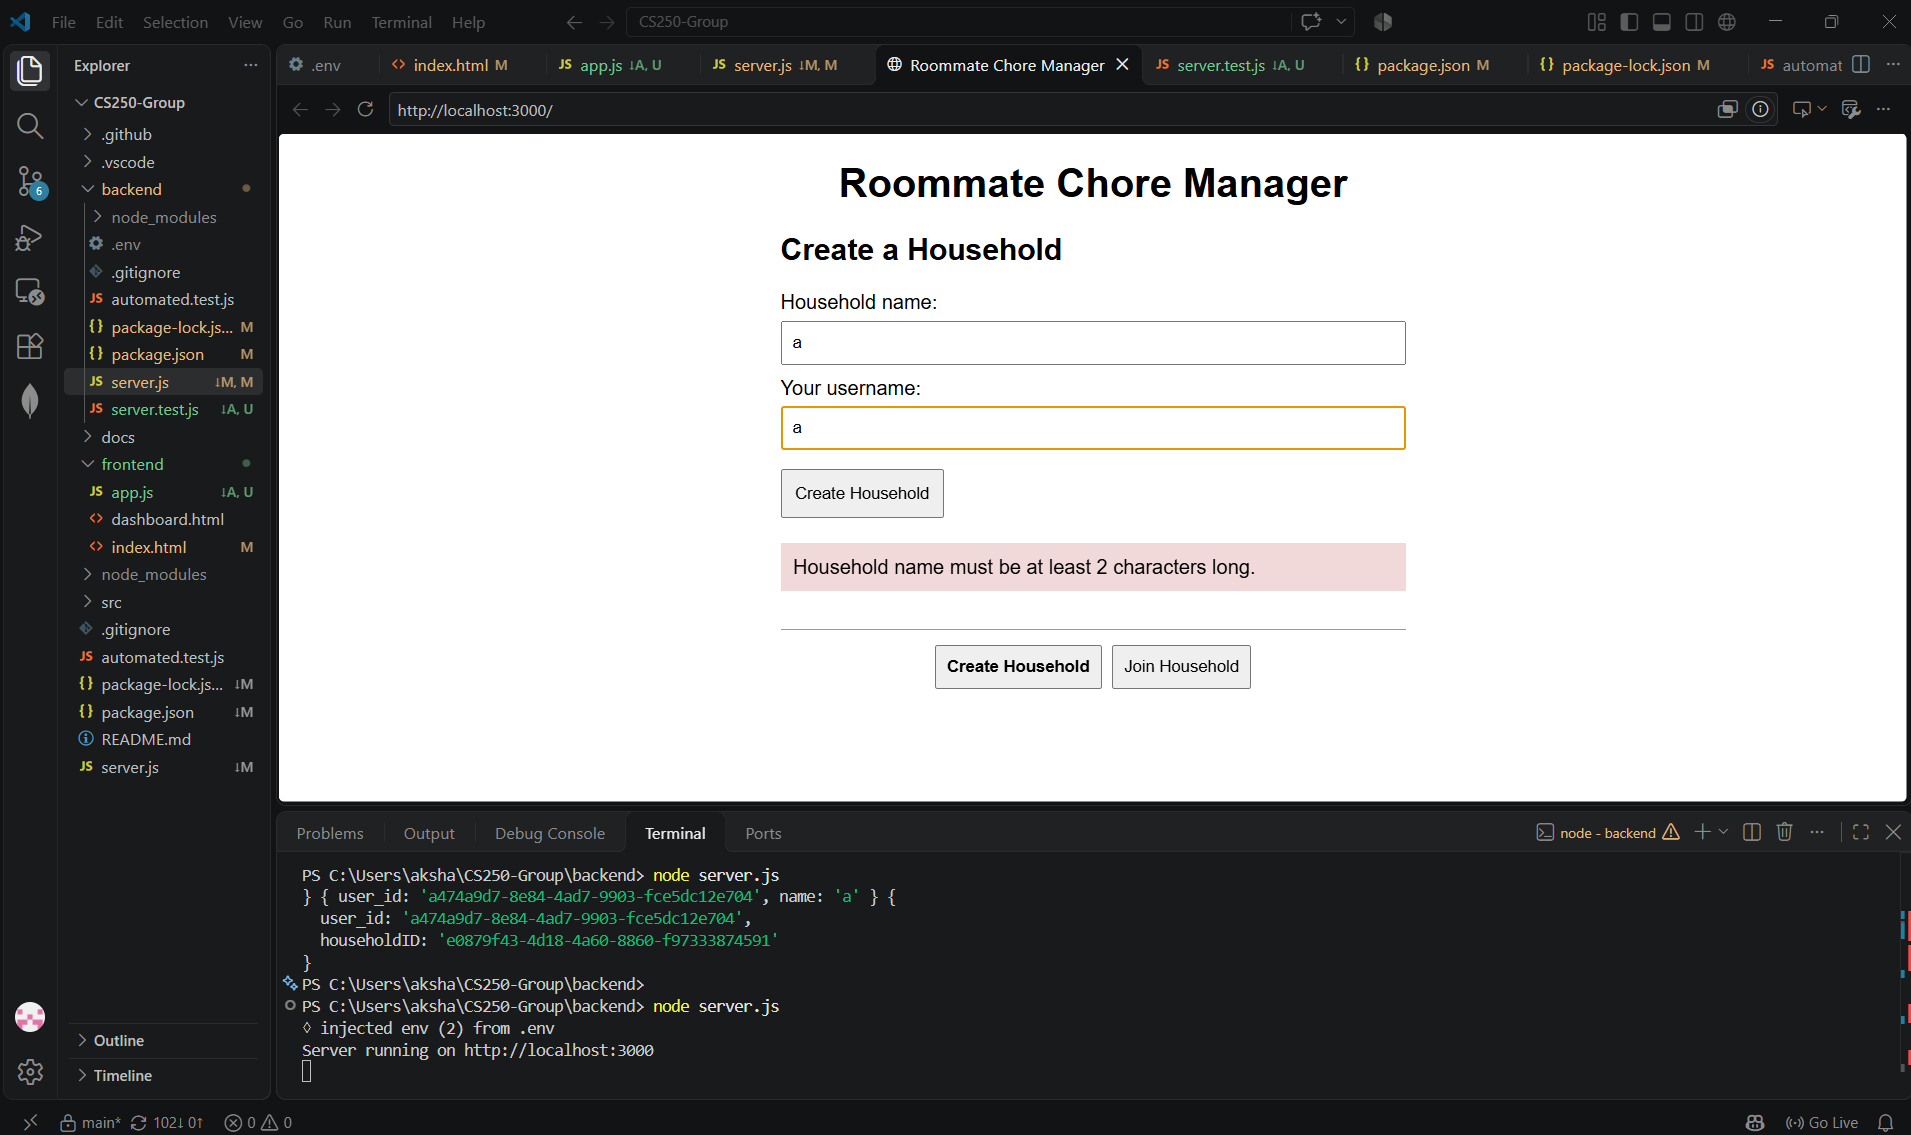 File Edit Selection View Go Run Terminal Help
CS250-Group
Explorer
CS250-Group
.github
.vscode
backend
node_modules
.env
.gitignore
automated.test.js
package-lock.js... M
package.json M
server.js ↓M, M
server.test.js ↓A, U
docs
frontend
app.js ↓A, U
dashboard.html
index.html M
node_modules
src
.gitignore
automated.test.js
package-lock.js... ↓M
package.json ↓M
README.md
server.js ↓M
Outline
Timeline
6
.env
index.html M
app.js ↓A, U
server.js ↓M, M
Roommate Chore Manager
server.test.js ↓A, U
package.json M
package-lock.json M
automat
http://localhost:3000/
Roommate Chore Manager
Create a Household
Household name:
a
Your username:
a
Create Household
Household name must be at least 2 characters long.
Create Household Join Household
Problems Output Debug Console Terminal Ports
node - backend
PS C:\Users\aksha\CS250-Group\backend> node server.js
} { user_id: 'a474a9d7-8e84-4ad7-9903-fce5dc12e704', name: 'a' } {
user_id: 'a474a9d7-8e84-4ad7-9903-fce5dc12e704',
householdID: 'e0879f43-4d18-4a60-8860-f97333874591'
}
PS C:\Users\aksha\CS250-Group\backend>
PS C:\Users\aksha\CS250-Group\backend> node server.js
◊ injected env (2) from .env
Server running on http://localhost:3000
main* 102↓ 0↑ 0 0
Go Live